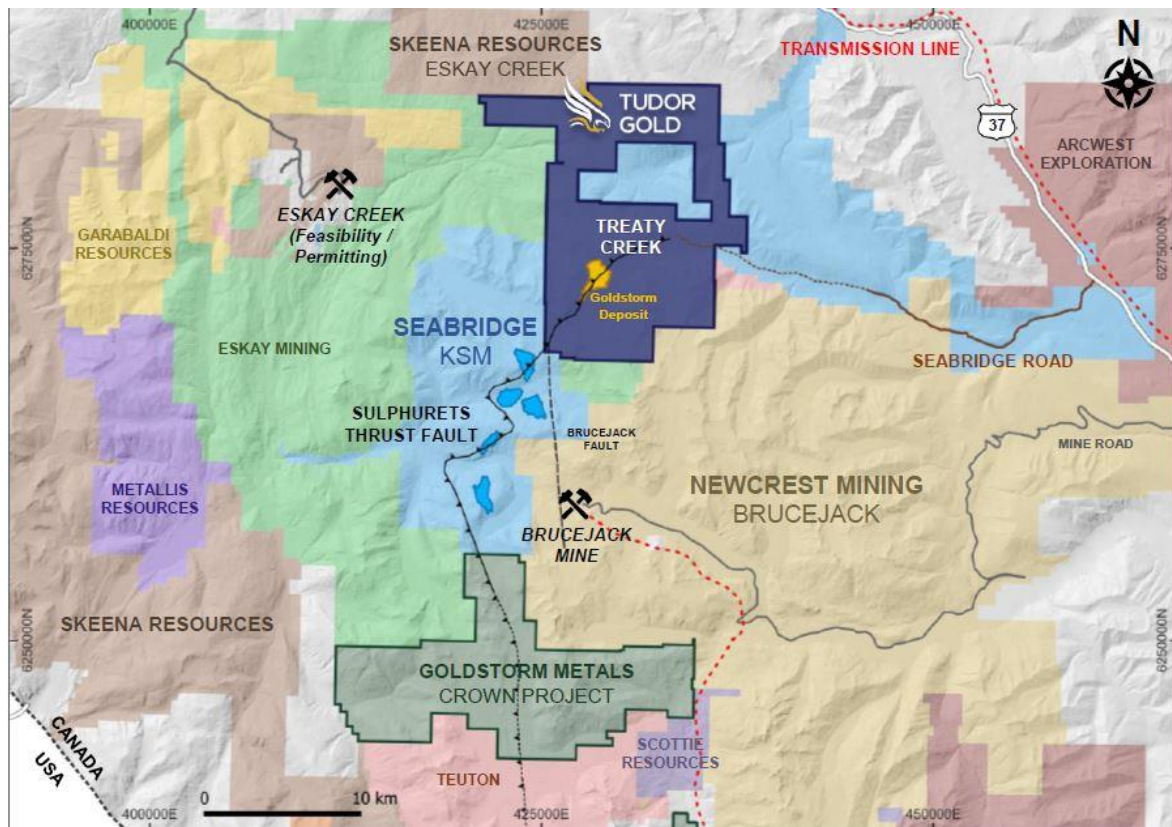 400000E
425000E
450000E
SKEENA RESOURCES
ESKAY CREEK
TRANSMISSION LINE
N
TUDOR
GOLD
37
ARCWEST
EXPLORATION
ESKAY CREEK
(Feasibility /
Permitting)
GARABALDI
RESOURCES
6275000N
TREATY
CREEK
6275000N
Goldstorm
Deposit
SEABRIDGE
KSM
ESKAY MINING
SEABRIDGE ROAD
SULPHURETS
THRUST FAULT
BRUCEJACK
FAULT
MINE ROAD
METALLIS
RESOURCES
NEWCREST MINING
BRUCEJACK
BRUCEJACK
MINE
SKEENA RESOURCES
6250000N
6250000N
GOLDSTORM METALS
CROWN PROJECT
CANADA
USA
SCOTTIE
RESOURCES
TEUTON
0 10 km
400000E
425000E
450000E